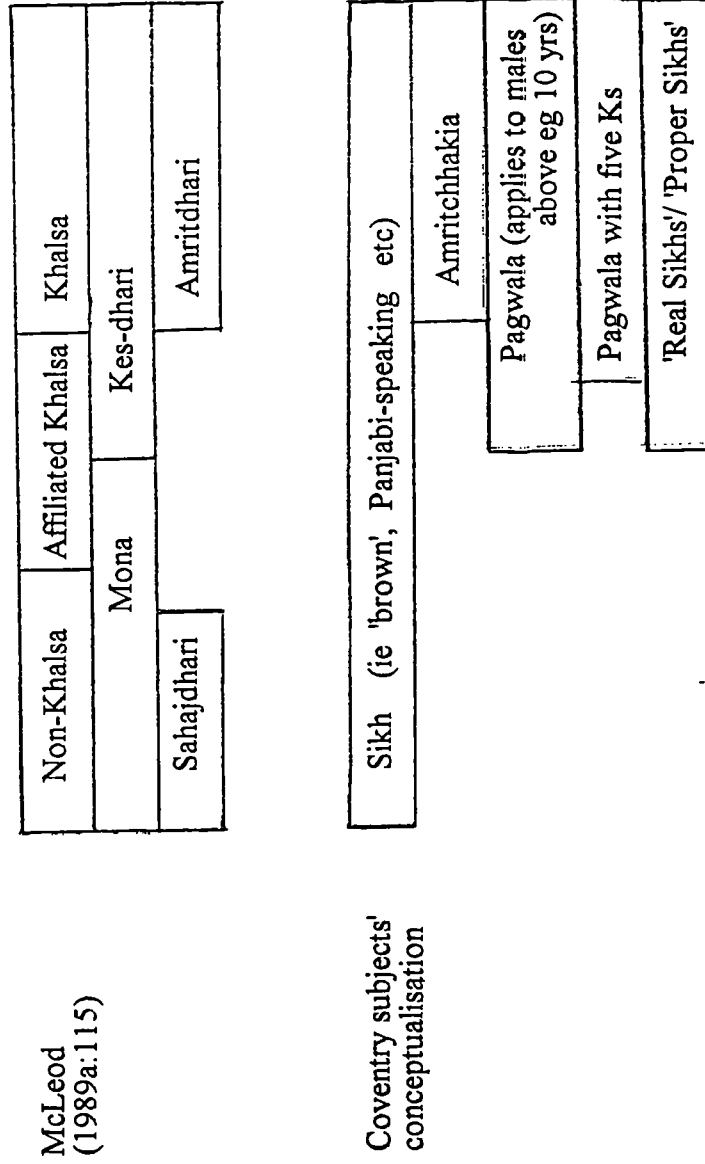 McLeod
(1989a:115)
Non-Khalsa Affiliated Khalsa Khalsa
Mona Kes-dhari
Sahajdhari Amritdhari
Coventry subjects'
conceptualisation
Sikh (ie 'brown', Panjabi-speaking etc)
Amritchhakia
Pagwala (applies to males
above eg 10 yrs)
Pagwala with five Ks
'Real Sikhs'/ 'Proper Sikhs'